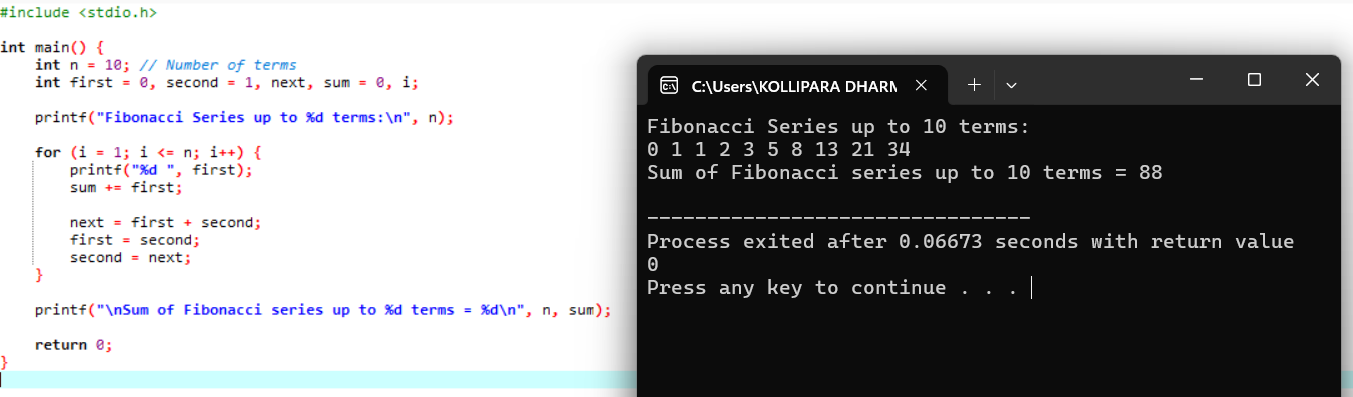 #include <stdio.h>
int main() {
int n = 10; // Number of terms
int first = 0, second = 1, next, sum = 0, i;
printf("Fibonacci Series up to %d terms:\n", n);
for (i = 1; i <= n; i++) {
printf("%d ", first);
sum += first;
next = first + second;
first = second;
second = next;
}
printf("\nSum of Fibonacci series up to %d terms = %d\n", n, sum);
return 0;
}
C:\Users\KOLLIPARA DHARM
Fibonacci Series up to 10 terms:
0 1 1 2 3 5 8 13 21 34
Sum of Fibonacci series up to 10 terms = 88
--------------------------------
Process exited after 0.06673 seconds with return value
0
Press any key to continue . . .